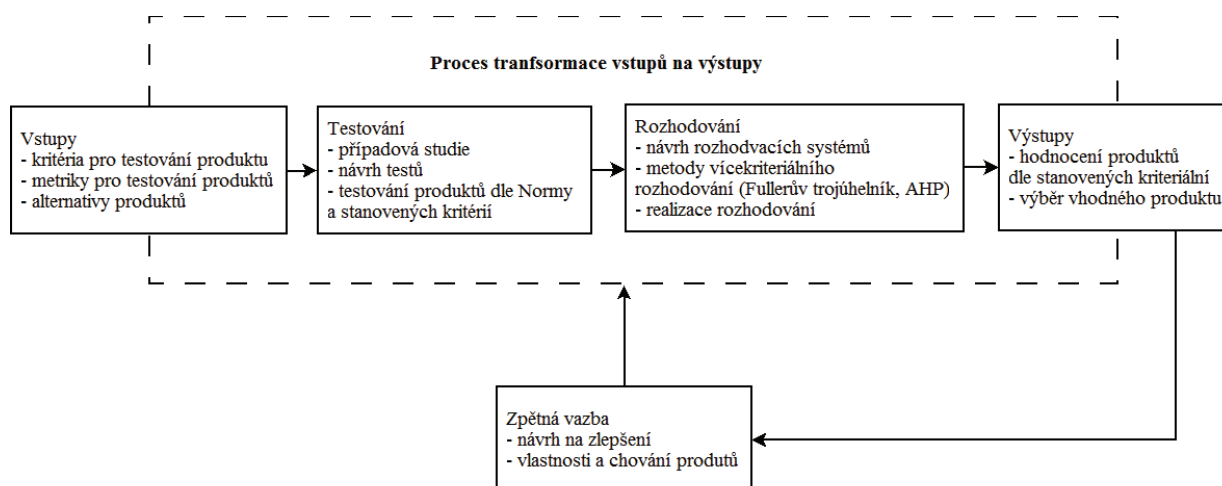 Proces tranfsormace vstupů na výstupy
Vstupy
- kritéria pro testování produktu
- metriky pro testování produktů
- alternativy produktů
Testování
- případová studie
- návrh testů
- testování produktů dle Normy
a stanovených kritérií
Rozhodování
- návrh rozhodvacích systémů
- metody vícekriteriálního
rozhodování (Fullerův trojúhelník, AHP)
- realizace rozhodování
Výstupy
- hodnocení produktů
dle stanovených kriteriální
- výběr vhodného produktu
Zpětná vazba
- návrh na zlepšení
- vlastnosti a chování produtů